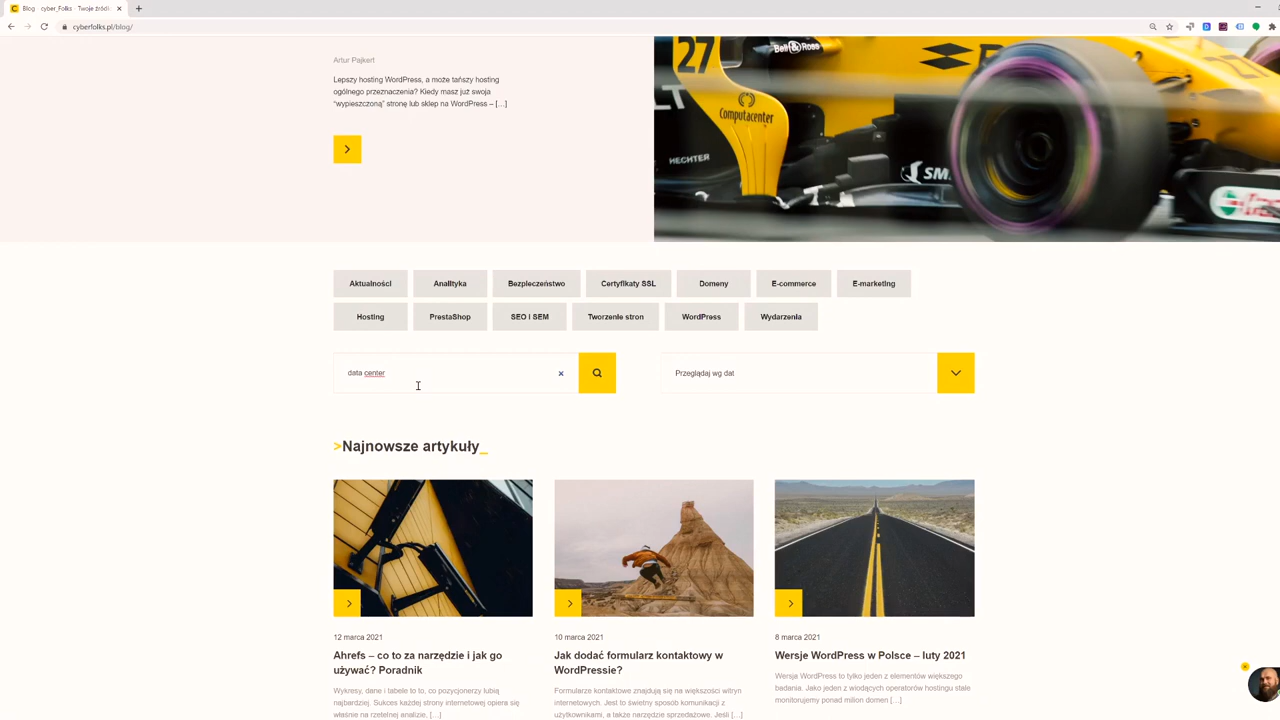 Blog - cyber_Folks - Twoje źródł
cyberfolks.pl/blog/
Artur Pajkert
Lepszy hosting WordPress, a może tańszy hosting
ogólnego przeznaczenia? Kiedy masz już swoja
"wypieszczoną" stronę lub sklep na WordPress – […]
27
Bell&Ross
Computacenter
HECHTER
SM
Aktualności
Analityka
Bezpieczeństwo
Certyfikaty SSL
Domeny
E-commerce
E-marketing
Hosting
PrestaShop
SEO i SEM
Tworzenie stron
WordPress
Wydarzenia
data center
Przeglądaj wg dat
>Najnowsze artykuły_
12 marca 2021
Ahrefs – co to za narzędzie i jak go
używać? Poradnik
Wykresy, dane i tabele to to, co pozycjonerzy lubią
najbardziej. Sukces każdej strony internetowej opiera się
właśnie na rzetelnej analizie, […]
10 marca 2021
Jak dodać formularz kontaktowy w
WordPressie?
Formularze kontaktowe znajdują się na większości witryn
internetowych. Jest to świetny sposób komunikacji z
użytkownikami, a także narzędzie sprzedażowe. Jeśli […]
8 marca 2021
Wersje WordPress w Polsce – luty 2021
Wersja WordPress to tylko jeden z elementów większego
badania. Jako jeden z wiodących operatorów hostingu stale
monitorujemy ponad milion domen […]